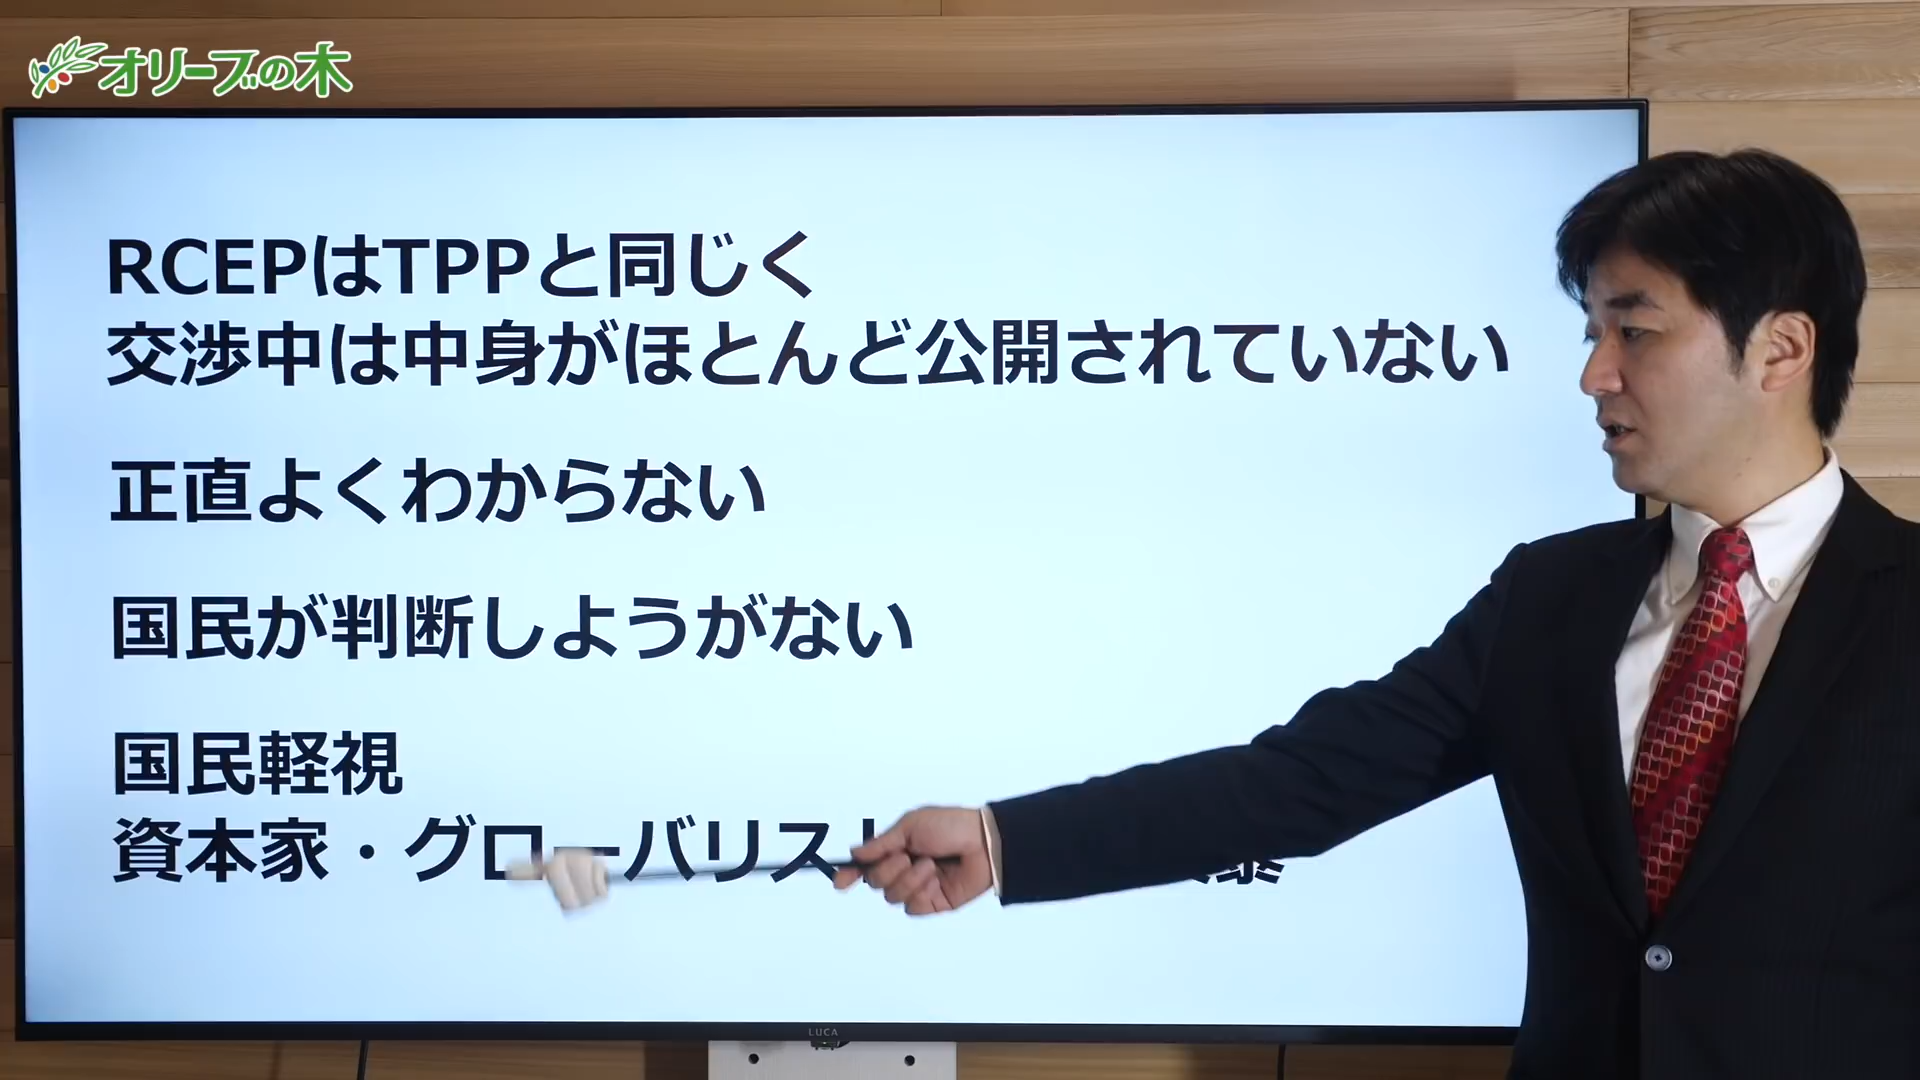 オリーブの木
RCEPはTPPと同じく
交渉中は中身がほとんど公開されていない
正直よくわからない
国民が判断しようがない
国民軽視
資本家・グローバリスト
LUCA